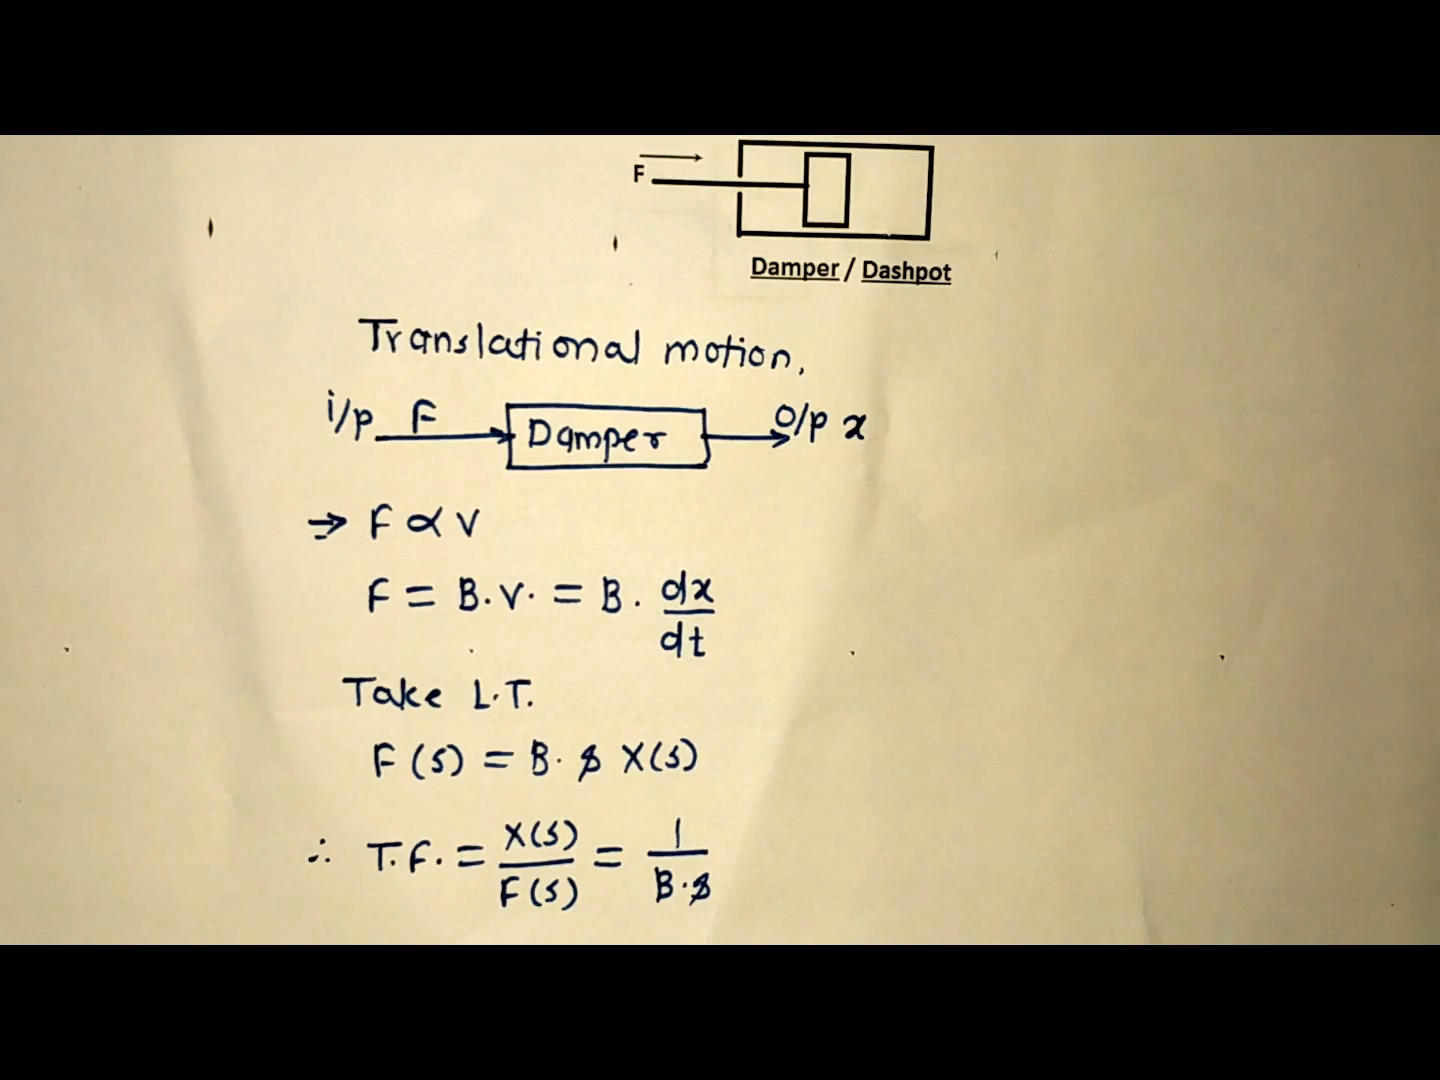 F
Damper / Dashpot
Translational motion,
i/p F Damper o/p x
⇒ F ∝ V
F = B.V. = B. dx/dt
Take L.T.
F(s) = B. s X(s)
∴ T.F. = X(s)/F(s) = 1/B.s